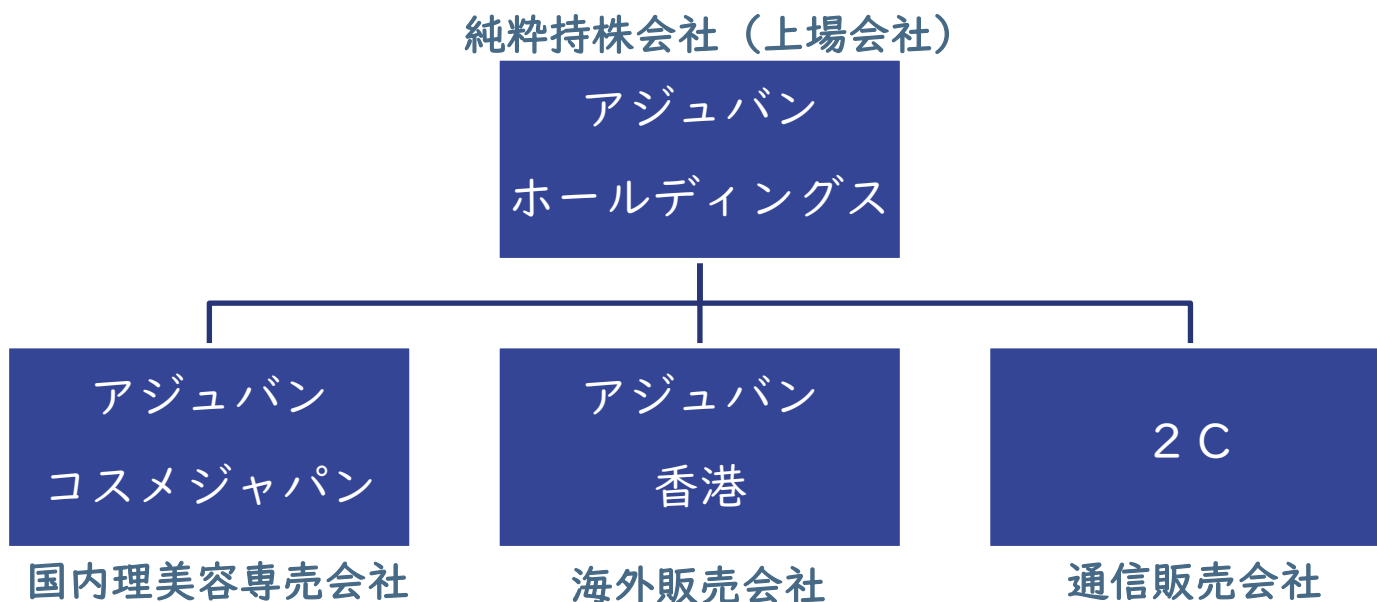 純粋持株会社（上場会社）
アジュバン
ホールディングス
アジュバン
コスメジャパン
国内理美容専売会社
アジュバン
香港
海外販売会社
２Ｃ
通信販売会社